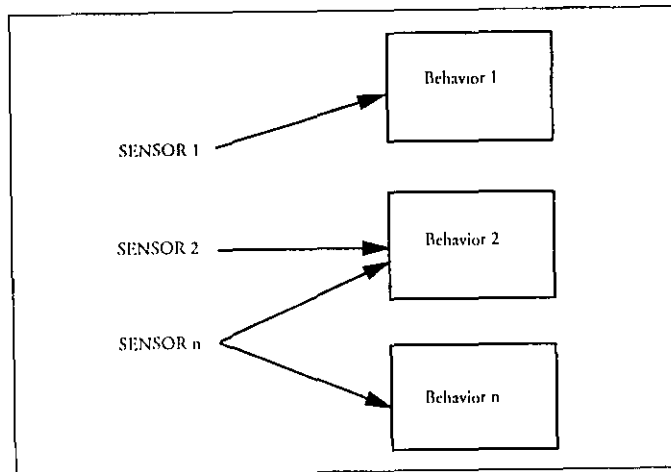 Behavior 1
SENSOR 1
SENSOR 2
Behavior 2
SENSOR n
Behavior n